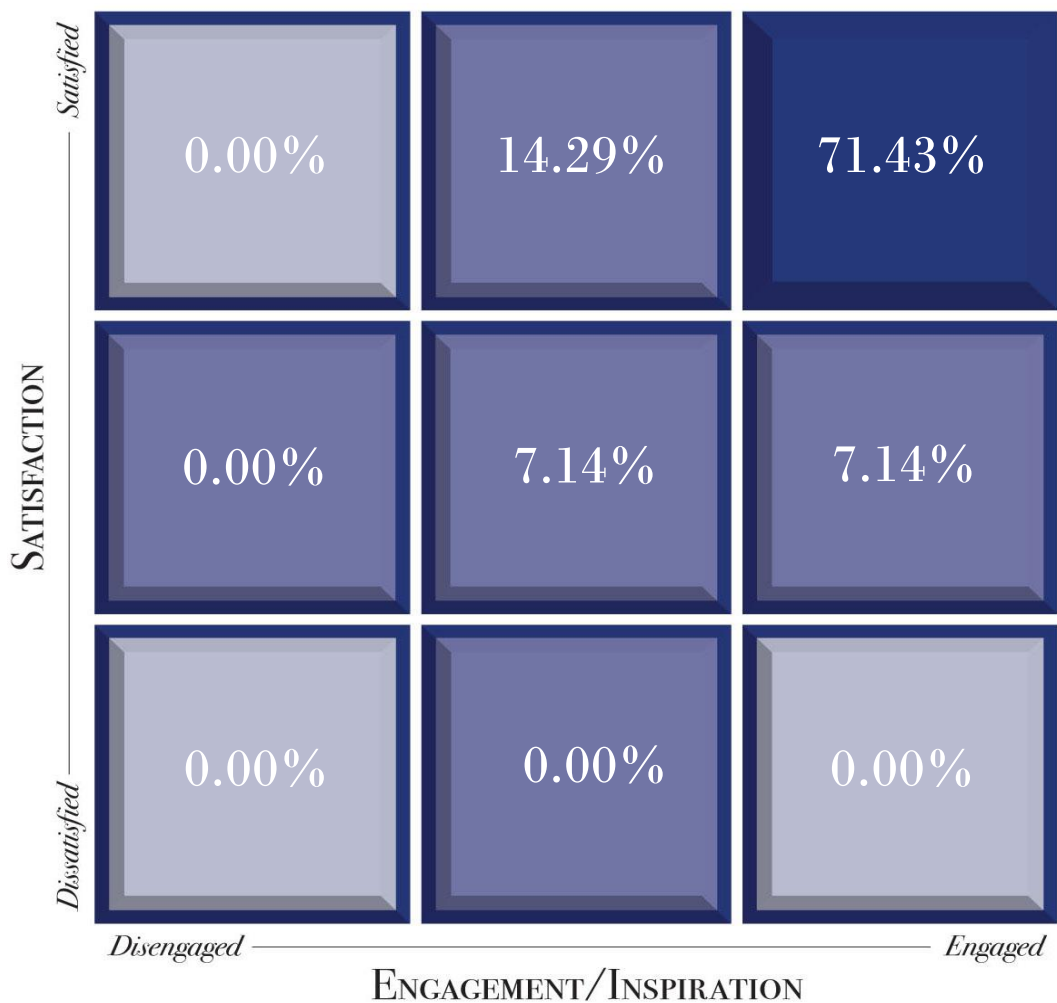 Satisfied
0.00%
14.29%
71.43%
SATISFACTION
0.00%
7.14%
7.14%
Dissatisfied
0.00%
0.00%
0.00%
Disengaged
Engaged
ENGAGEMENT/INSPIRATION